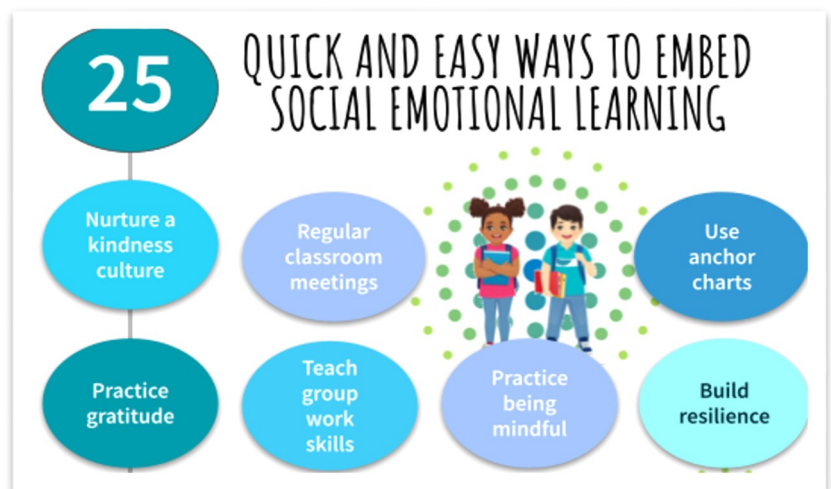 25
QUICK AND EASY WAYS TO EMBED
SOCIAL EMOTIONAL LEARNING
Nurture a
kindness
culture
Regular
classroom
meetings
Use
anchor
charts
Practice
gratitude
Teach
group
work
skills
Practice
being
mindful
Build
resilience